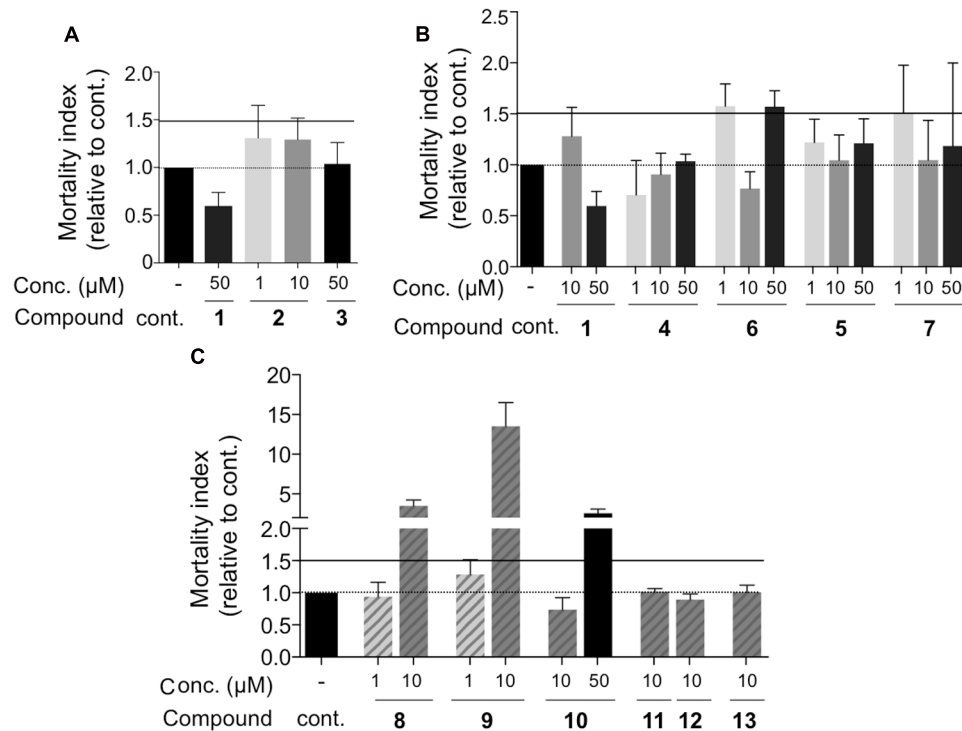 A
Mortality index
(relative to cont.)
2.0
1.5
1.0
0.5
0
Conc. (µM) - 50 1 10 50
Compound cont. 1 2 3
B
Mortality index
(relative to cont.)
2.5
2.0
1.5
1.0
0.5
0.0
Conc. (µM) - 10 50 1 10 50 1 10 50 1 10 50 1 10 50
Compound cont. 1 4 6 5 7
C
Mortality index
(relative to cont.)
20
15
10
5
2.0
1.5
1.0
0.5
0.0
Conc. (µM) - 1 10 1 10 10 50 10 10 10
Compound cont. 8 9 10 11 12 13